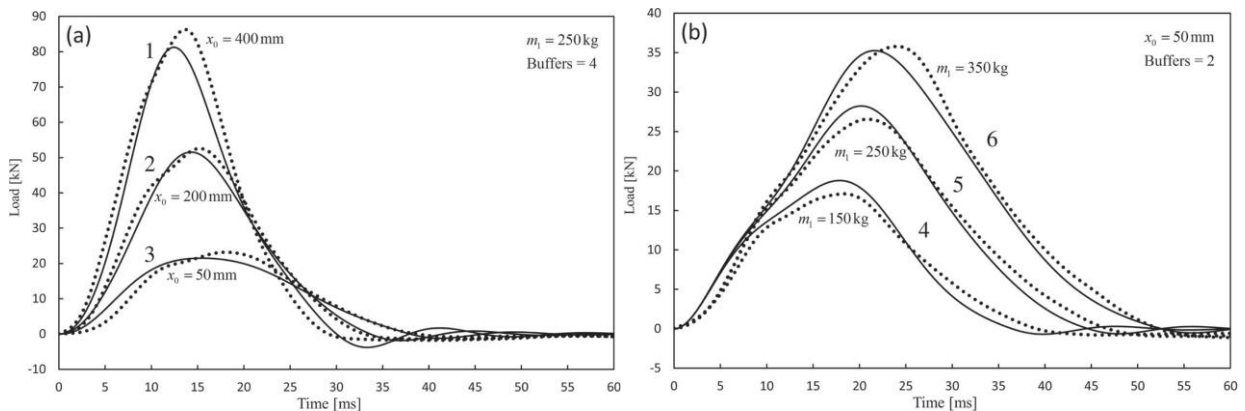 (a)
1
x₀ = 400 mm
m₁ = 250 kg
Buffers = 4
2
x₀ = 200 mm
3
x₀ = 50 mm
Load [kN]
90
80
70
60
50
40
30
20
10
0
-10
0 5 10 15 20 25 30 35 40 45 50 55 60
Time [ms]
(b)
x₀ = 50 mm
Buffers = 2
m₁ = 350 kg
6
m₁ = 250 kg
5
m₁ = 150 kg
4
Load [kN]
40
35
30
25
20
15
10
5
0
-5
0 5 10 15 20 25 30 35 40 45 50 55 60
Time [ms]